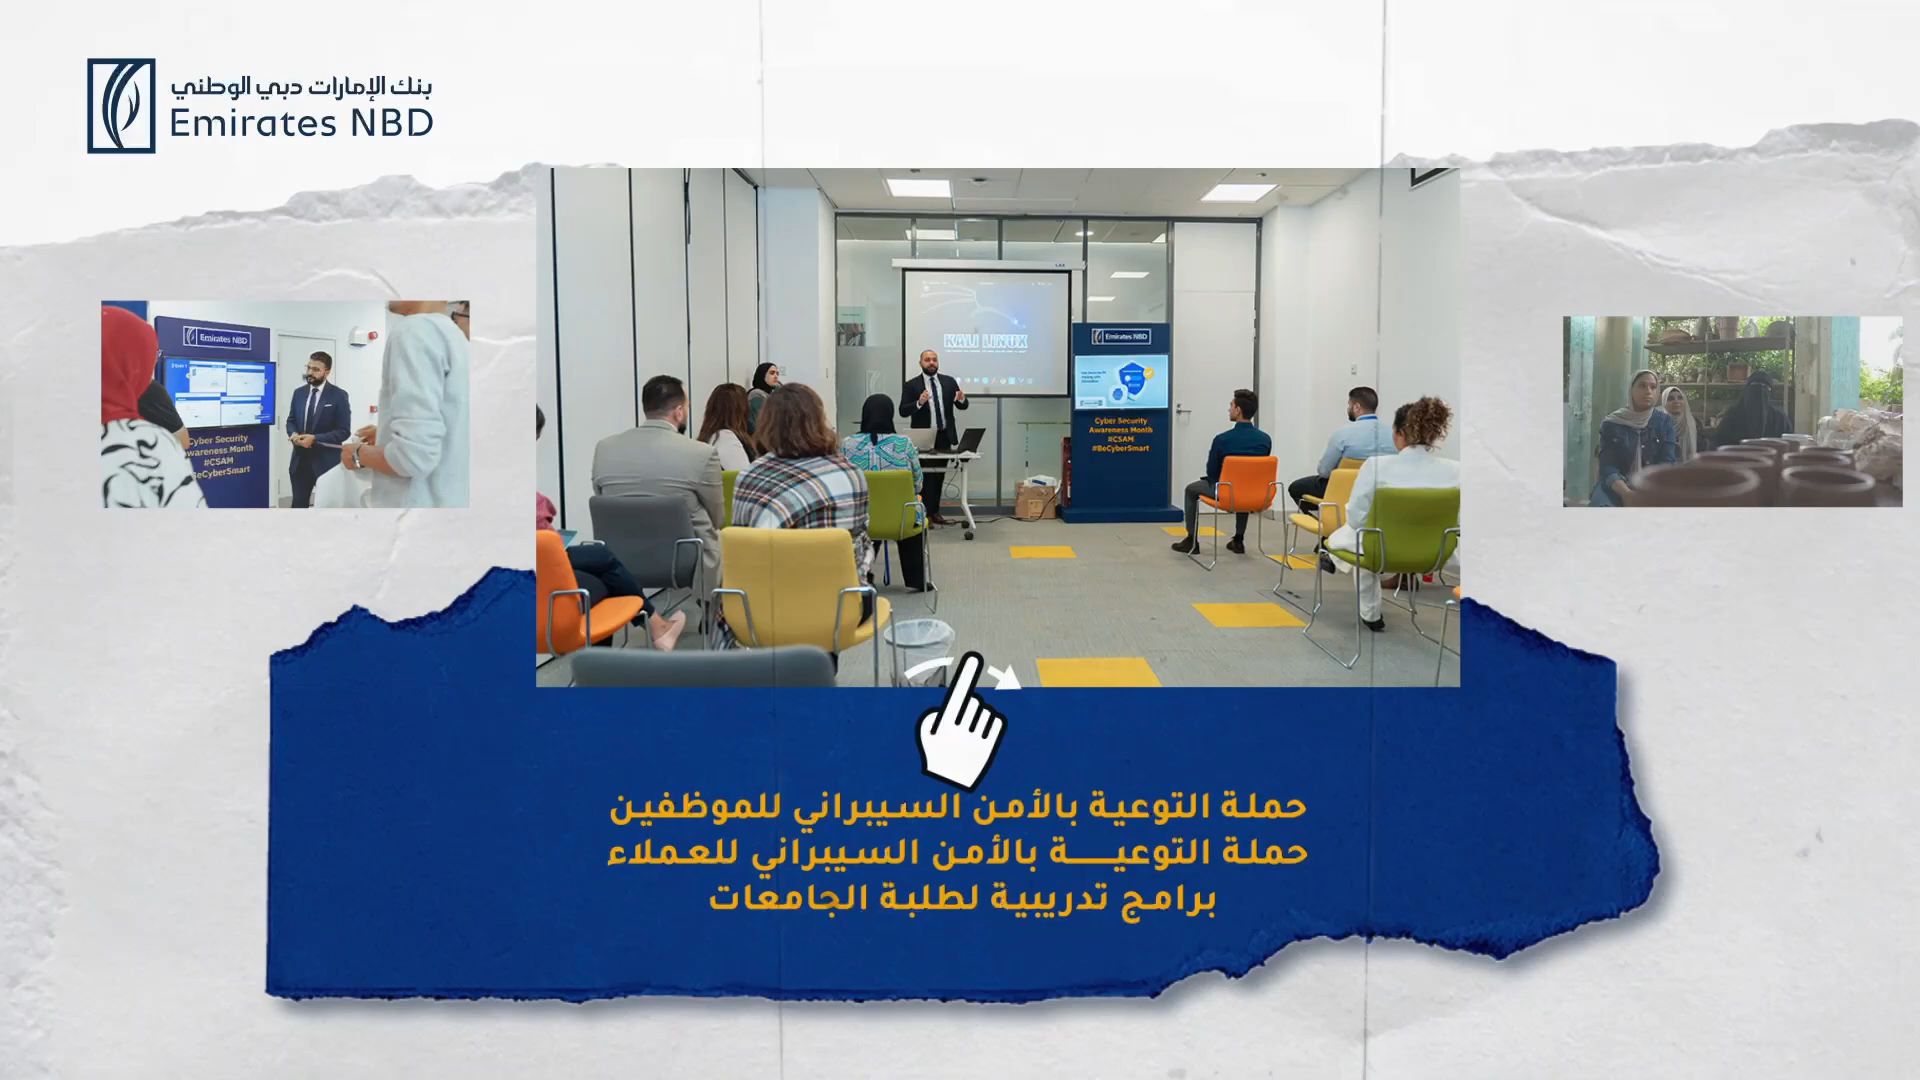 بنك الإمارات دبي الوطني
Emirates NBD
Emirates NBD
Cyber Security
Awareness Month
#CSAM
#BeCyberSmart
KALI LINUX
Emirates NBD
Cyber Security
Awareness Month
#CSAM
#BeCyberSmart
حملة التوعية بالأمن السيبراني للموظفين
حملة التوعيـــــة بالأمن السيبراني للعملاء
برامج تدريبية لطلبة الجامعات